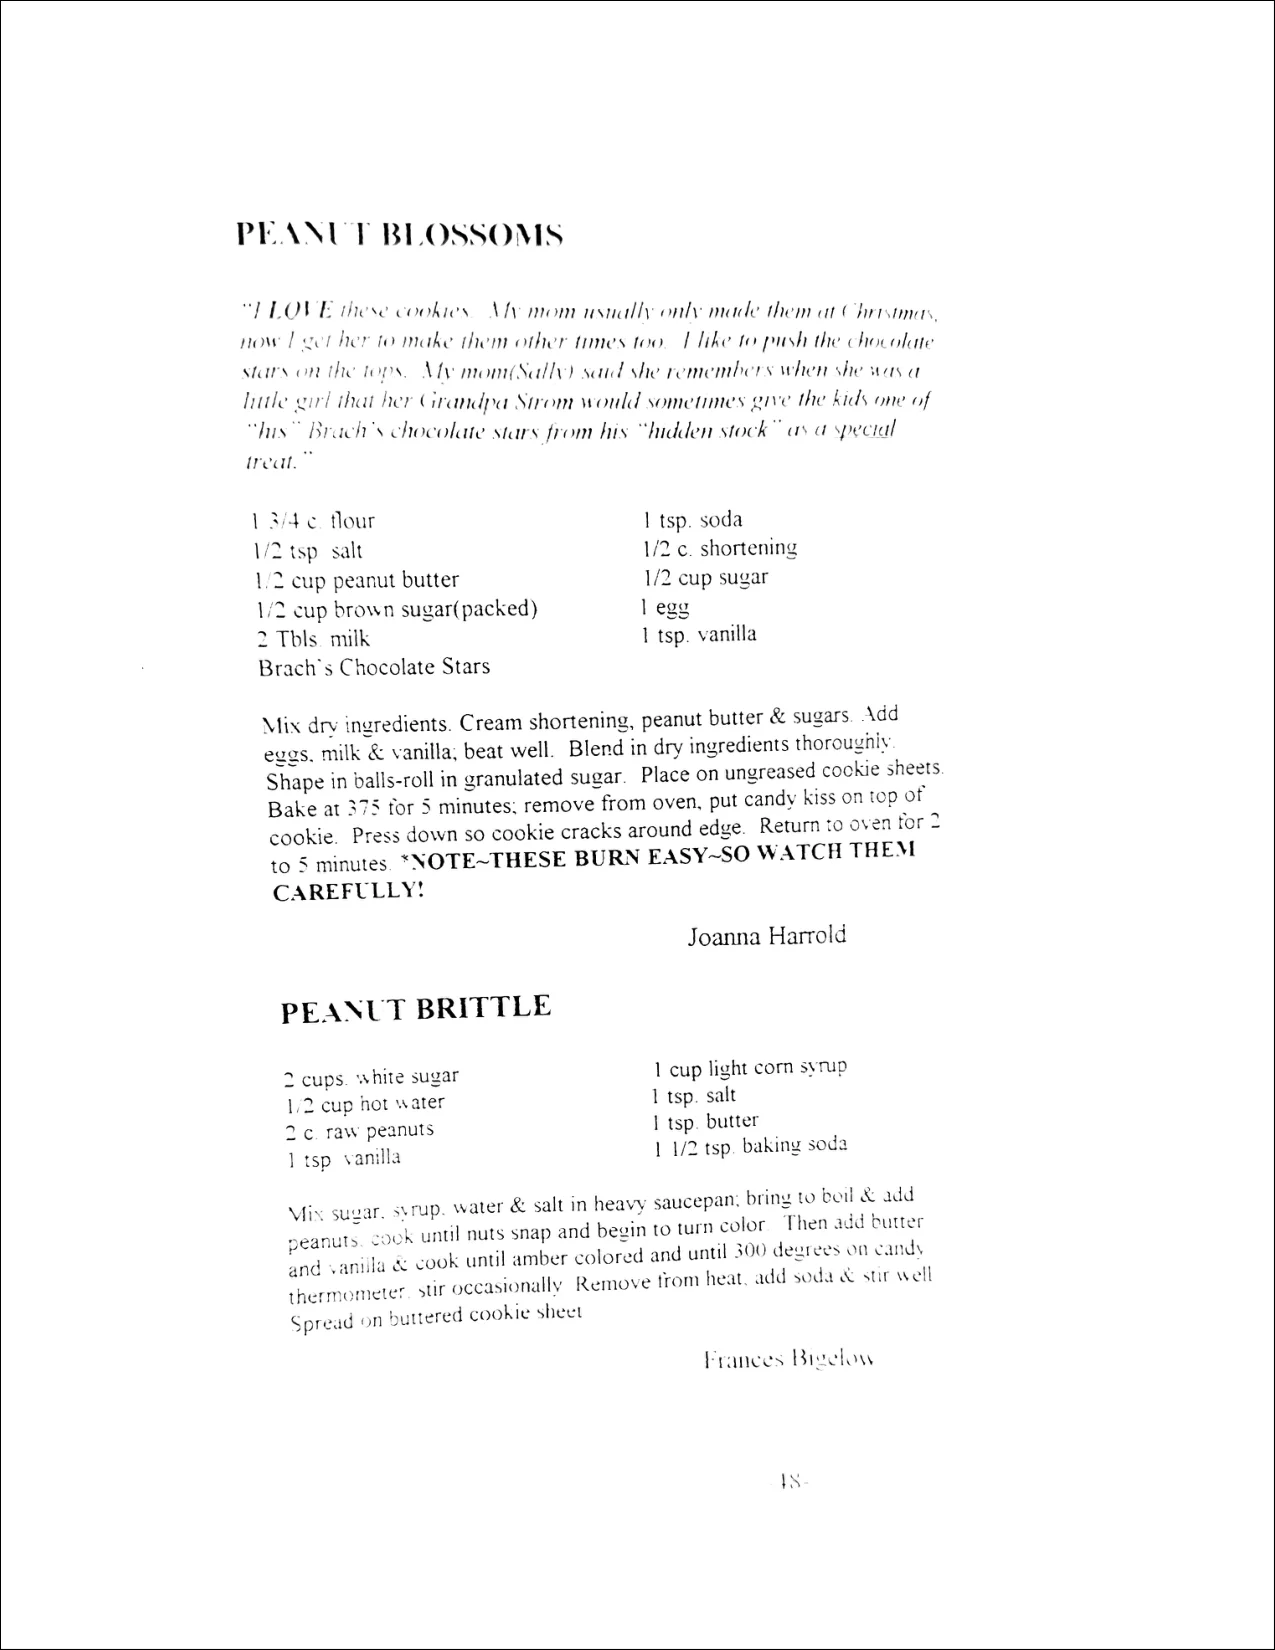 PEANUT BLOSSOMS
"I LOVE these cookies. My mom usually only made them at Christmas,
now I get her to make them other times too. I like to push the chocolate
stars on the tops. My mom(Sally) said she remembers when she was a
little girl that her Grandpa Strom would sometimes give the kids one of
"his" Brach's chocolate stars from his "hidden stock" as a special
treat."
1 3/4 c. flour
1/2 tsp. salt
1/2 cup peanut butter
1/2 cup brown sugar(packed)
2 Tbls. milk
Brach's Chocolate Stars
1 tsp. soda
1/2 c. shortening
1/2 cup sugar
1 egg
1 tsp. vanilla
Mix dry ingredients. Cream shortening, peanut butter & sugars. Add
eggs, milk & vanilla; beat well. Blend in dry ingredients thoroughly.
Shape in balls-roll in granulated sugar. Place on ungreased cookie sheets.
Bake at 375 for 5 minutes; remove from oven, put candy kiss on top of
cookie. Press down so cookie cracks around edge. Return to oven for 2
to 5 minutes. *NOTE~THESE BURN EASY~SO WATCH THEM
CAREFULLY!
Joanna Harrold
PEANUT BRITTLE
2 cups. white sugar
1/2 cup hot water
2 c. raw peanuts
1 tsp vanilla
1 cup light corn syrup
1 tsp. salt
1 tsp. butter
1 1/2 tsp. baking soda
Mix sugar, syrup, water & salt in heavy saucepan; bring to boil & add
peanuts, cook until nuts snap and begin to turn color. Then add butter
and vanilla & cook until amber colored and until 300 degrees on candy
thermometer, stir occasionally. Remove from heat, add soda & stir well
Spread on buttered cookie sheet
Frances Bigelow